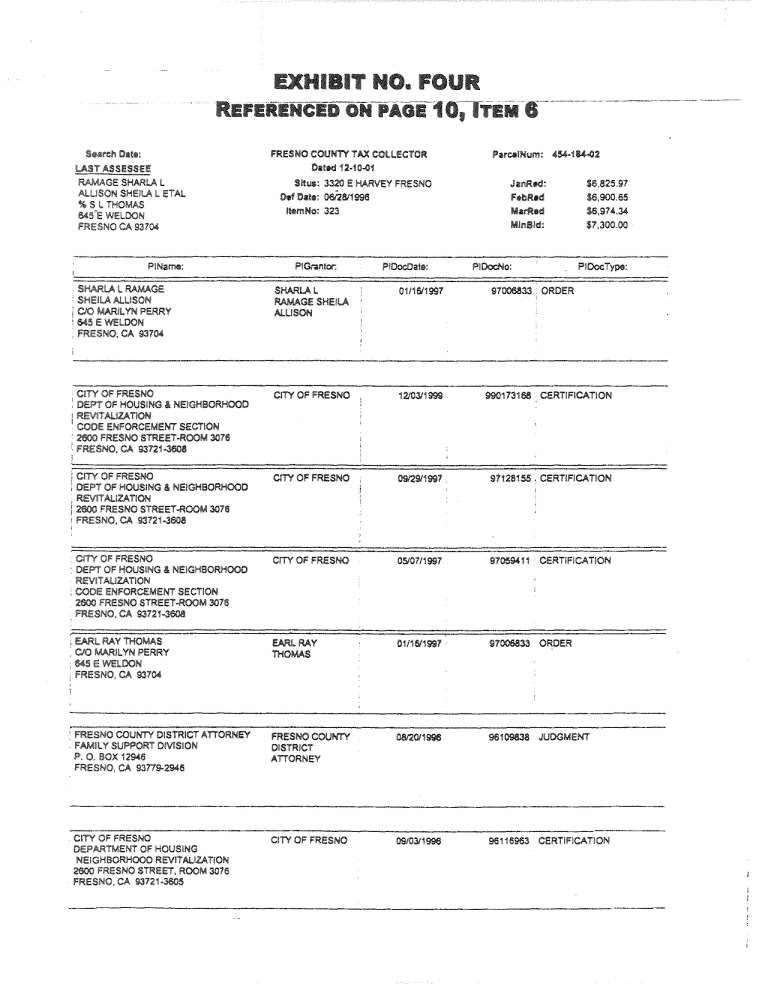 EXHIBIT NO. FOUR
REFERENCED ON PAGE 10, ITEM 6
Search Date: FRESNO COUNTY TAX COLLECTOR ParcelNum: 454-184-02
LAST ASSESSEE Dated 12-10-01
RAMAGE SHARLA L Situs: 3320 E HARVEY FRESNO JanRed: $6,825.97
ALLISON SHEILA L ETAL Def Date: 06/28/1996 FebRed $6,900.65
% S L THOMAS ItemNo: 323 MarRed $6,974.34
645 E WELDON MinBid: $7,300.00
FRESNO CA 93704
PIName: PIGrantor: PIDocDate: PIDocNo: PIDocType:
SHARLA L RAMAGE SHARLA L 01/16/1997 97006833 ORDER
SHEILA ALLISON RAMAGE SHEILA
C/O MARILYN PERRY ALLISON
645 E WELDON
FRESNO, CA 93704
CITY OF FRESNO CITY OF FRESNO 12/03/1999 990173168 CERTIFICATION
DEPT OF HOUSING & NEIGHBORHOOD
REVITALIZATION
CODE ENFORCEMENT SECTION
2600 FRESNO STREET-ROOM 3076
FRESNO, CA 93721-3608
CITY OF FRESNO CITY OF FRESNO 09/29/1997 97128155 CERTIFICATION
DEPT OF HOUSING & NEIGHBORHOOD
REVITALIZATION
2600 FRESNO STREET-ROOM 3076
FRESNO, CA 93721-3608
CITY OF FRESNO CITY OF FRESNO 05/07/1997 97059411 CERTIFICATION
DEPT OF HOUSING & NEIGHBORHOOD
REVITALIZATION
CODE ENFORCEMENT SECTION
2600 FRESNO STREET-ROOM 3076
FRESNO, CA 93721-3608
EARL RAY THOMAS EARL RAY 01/16/1997 97006833 ORDER
C/O MARILYN PERRY THOMAS
645 E WELDON
FRESNO, CA 93704
FRESNO COUNTY DISTRICT ATTORNEY FRESNO COUNTY 08/20/1996 96109838 JUDGMENT
FAMILY SUPPORT DIVISION DISTRICT
P. O. BOX 12946 ATTORNEY
FRESNO, CA 93779-2946
CITY OF FRESNO CITY OF FRESNO 09/03/1996 96116963 CERTIFICATION
DEPARTMENT OF HOUSING
NEIGHBORHOOD REVITALIZATION
2600 FRESNO STREET, ROOM 3076
FRESNO, CA 93721-3605